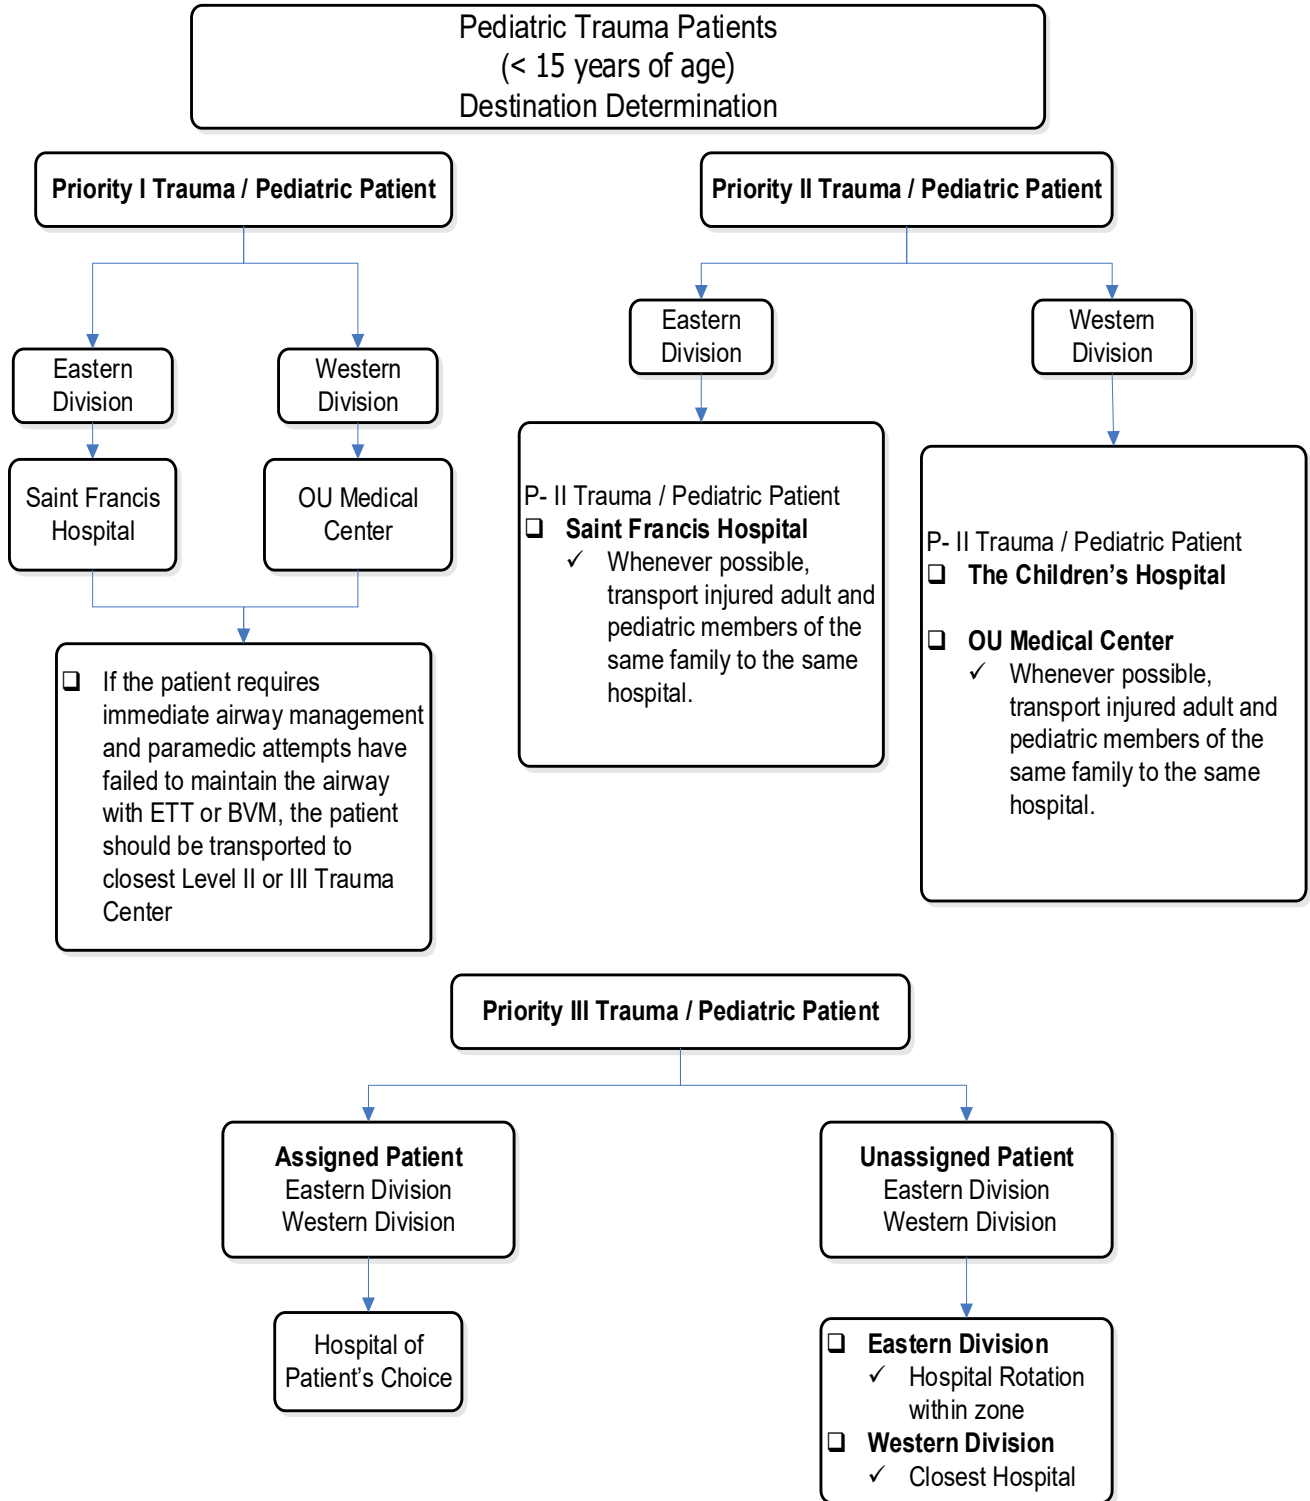 Pediatric Trauma Patients
(< 15 years of age)
Destination Determination
Priority I Trauma / Pediatric Patient
Priority II Trauma / Pediatric Patient
Eastern
Division
Western
Division
Saint Francis
Hospital
OU Medical
Center
❑ If the patient requires
immediate airway management
and paramedic attempts have
failed to maintain the airway
with ETT or BVM, the patient
should be transported to
closest Level II or III Trauma
Center
Eastern
Division
Western
Division
P- II Trauma / Pediatric Patient
❑ Saint Francis Hospital
✓ Whenever possible,
transport injured adult and
pediatric members of the
same family to the same
hospital.
P- II Trauma / Pediatric Patient
❑ The Children’s Hospital
❑ OU Medical Center
✓ Whenever possible,
transport injured adult and
pediatric members of the
same family to the same
hospital.
Priority III Trauma / Pediatric Patient
Assigned Patient
Eastern Division
Western Division
Hospital of
Patient’s Choice
Unassigned Patient
Eastern Division
Western Division
❑ Eastern Division
✓ Hospital Rotation
within zone
❑ Western Division
✓ Closest Hospital